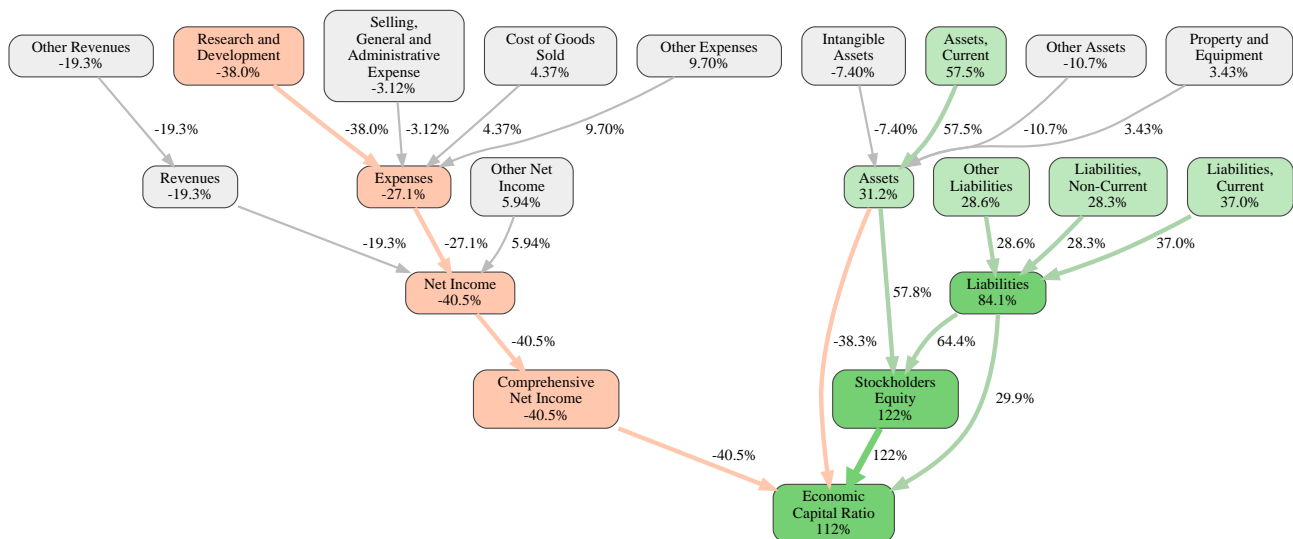 Other Revenues
-19.3%
Research and
Development
-38.0%
Selling,
General and
Administrative
Expense
-3.12%
Cost of Goods
Sold
4.37%
Other Expenses
9.70%
Intangible
Assets
-7.40%
Assets,
Current
57.5%
Other Assets
-10.7%
Property and
Equipment
3.43%
-19.3%
-38.0%
-3.12%
4.37%
9.70%
-7.40%
57.5%
-10.7%
3.43%
Revenues
-19.3%
Expenses
-27.1%
Other Net
Income
5.94%
Assets
31.2%
Other
Liabilities
28.6%
Liabilities,
Non-Current
28.3%
Liabilities,
Current
37.0%
-19.3%
-27.1%
5.94%
28.6%
28.3%
37.0%
Net Income
-40.5%
57.8%
Liabilities
84.1%
-40.5%
-38.3%
64.4%
Comprehensive
Net Income
-40.5%
Stockholders
Equity
122%
29.9%
-40.5%
122%
Economic
Capital Ratio
112%